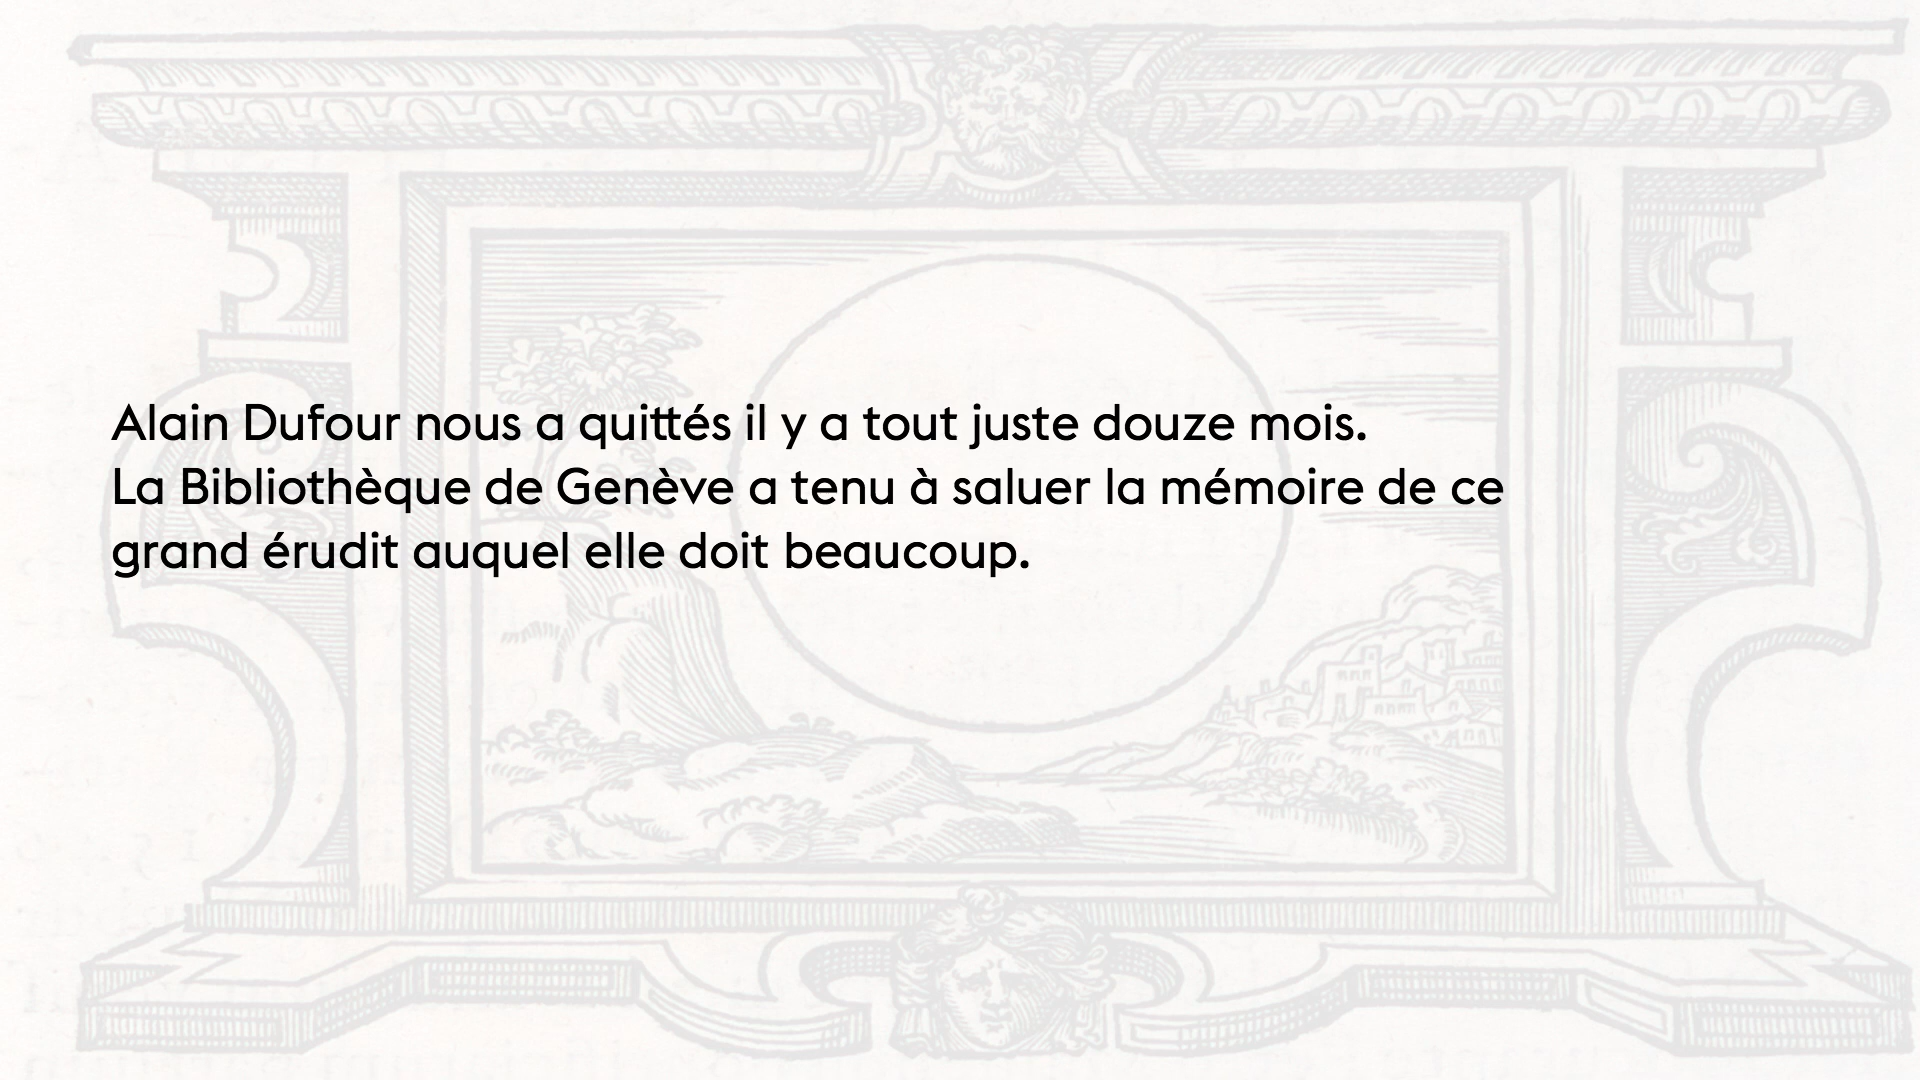 Alain Dufour nous a quittés il y a tout juste douze mois.
La Bibliothèque de Genève a tenu à saluer la mémoire de ce
grand érudit auquel elle doit beaucoup.